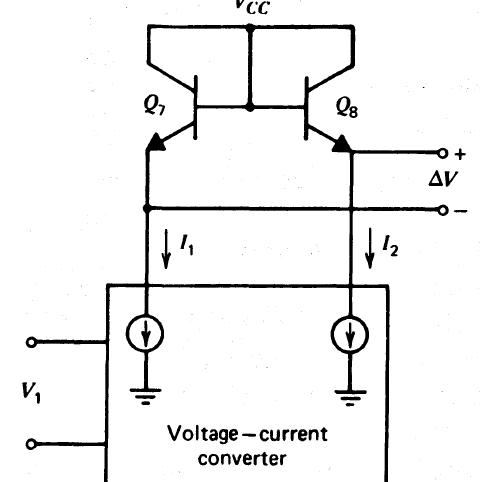 VCC
Q7
Q8
+
ΔV
−
I1
I2
V1
Voltage–current
converter